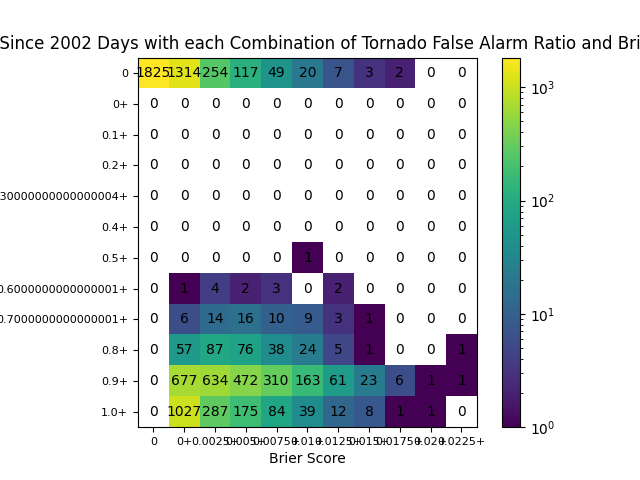 Since 2002 Days with each Combination of Tornado False Alarm Ratio and Bri
0 1825 1314 254 117 49 20 7 3 2 0 0
0+ 0 0 0 0 0 0 0 0 0 0 0
0.1+ 0 0 0 0 0 0 0 0 0 0 0
0.2+ 0 0 0 0 0 0 0 0 0 0 0
30000000000000004+ 0 0 0 0 0 0 0 0 0 0 0
0.4+ 0 0 0 0 0 0 0 0 0 0 0
0.5+ 0 0 0 0 0 1 0 0 0 0 0
0.6000000000000001+ 0 1 4 2 3 0 2 0 0 0 0
0.7000000000000001+ 0 6 14 16 10 9 3 1 0 0 0
0.8+ 0 57 87 76 38 24 5 1 0 0 1
0.9+ 0 677 634 472 310 163 61 23 6 1 1
1.0+ 0 1027 287 175 84 39 12 8 1 1 0
0 0+ 0.0025+ 0.005+ 0.0075+ 0.01+ 0.0125+ 0.015+ 0.0175+ 0.02+ 0.0225+
Brier Score
10³
10²
10¹
10⁰